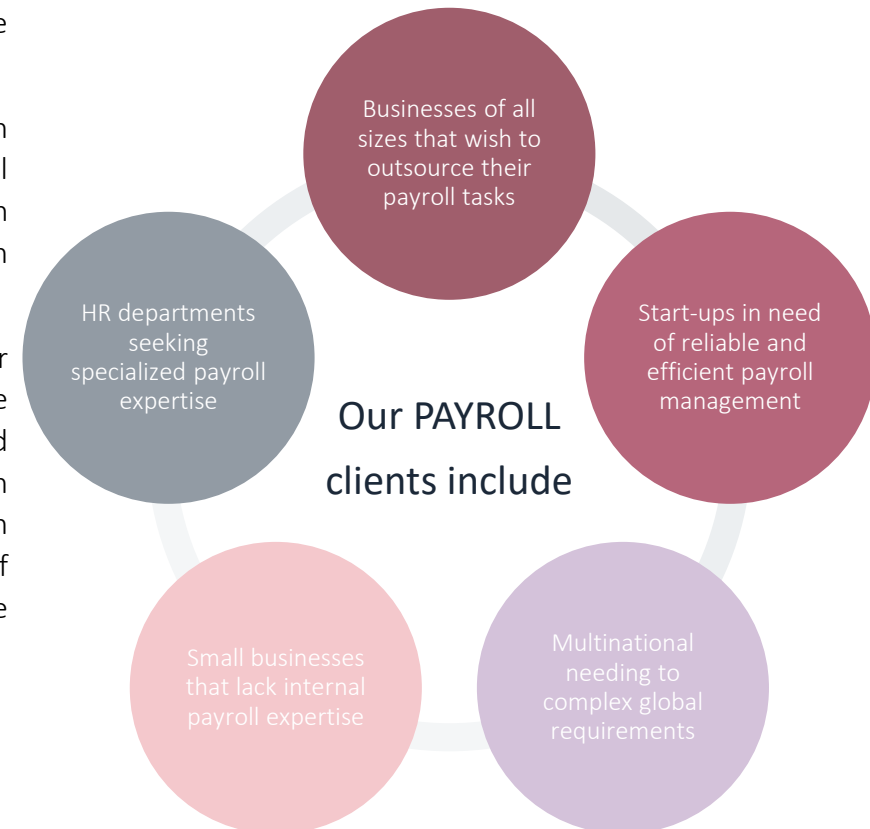 e
n
l
n
n
r
e
d
n
n
f
e
Businesses of all
sizes that wish to
outsource their
payroll tasks
Start-ups in need
of reliable and
efficient payroll
management
Multinational
needing to
complex global
requirements
Small businesses
that lack internal
payroll expertise
HR departments
seeking
specialized payroll
expertise
Our PAYROLL
clients include